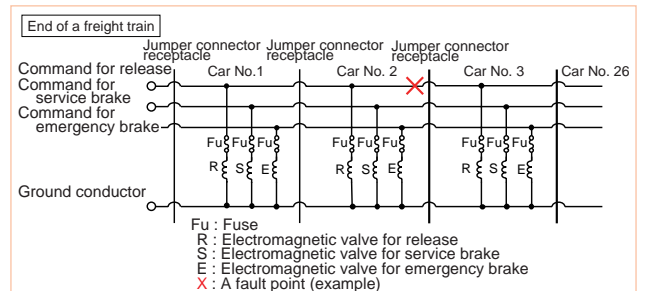 End of a freight train
Jumper connector receptacle
Jumper connector receptacle
Jumper connector receptacle
Command for release
Car No.1
Car No. 2
Car No. 3
Car No. 26
Command for
service brake
Command for
emergency brake
Fu Fu Fu
Fu Fu Fu
Fu Fu Fu
R S E
R S E
R S E
Ground conductor
Fu : Fuse
R : Electromagnetic valve for release
S : Electromagnetic valve for service brake
E : Electromagnetic valve for emergency brake
X : A fault point (example)